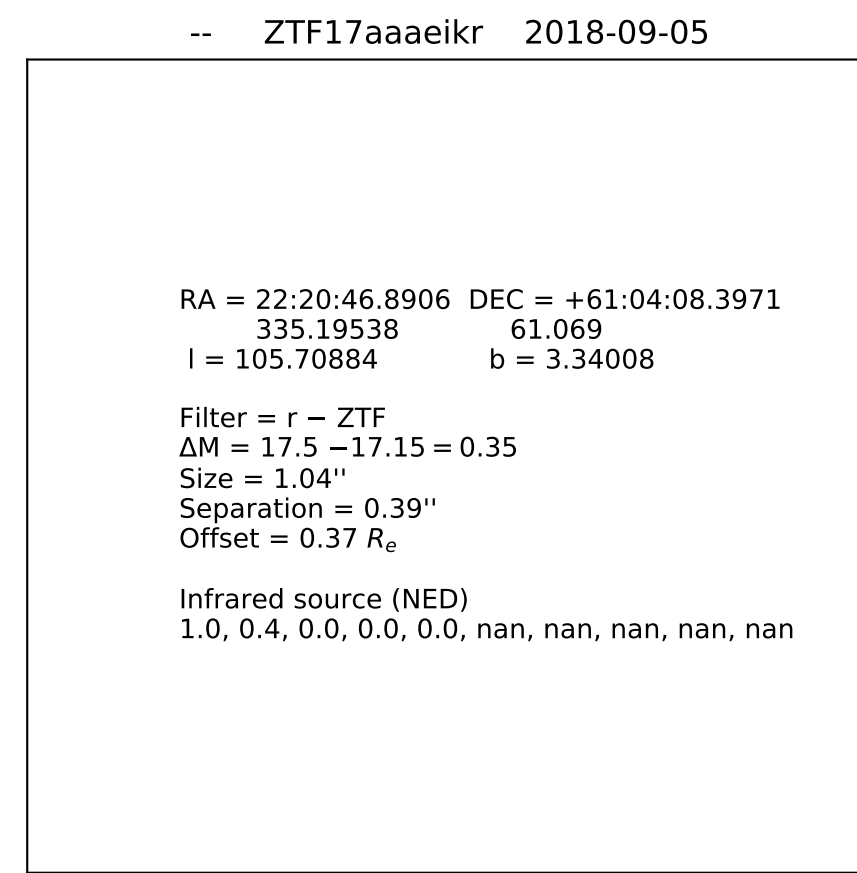 -- ZTF17aaaeikr 2018-09-05
RA = 22:20:46.8906 DEC = +61:04:08.3971
335.19538 61.069
l = 105.70884 b = 3.34008
Filter = r − ZTF
ΔM = 17.5 −17.15 = 0.35
Size = 1.04''
Separation = 0.39''
Offset = 0.37 Re
Infrared source (NED)
1.0, 0.4, 0.0, 0.0, 0.0, nan, nan, nan, nan, nan